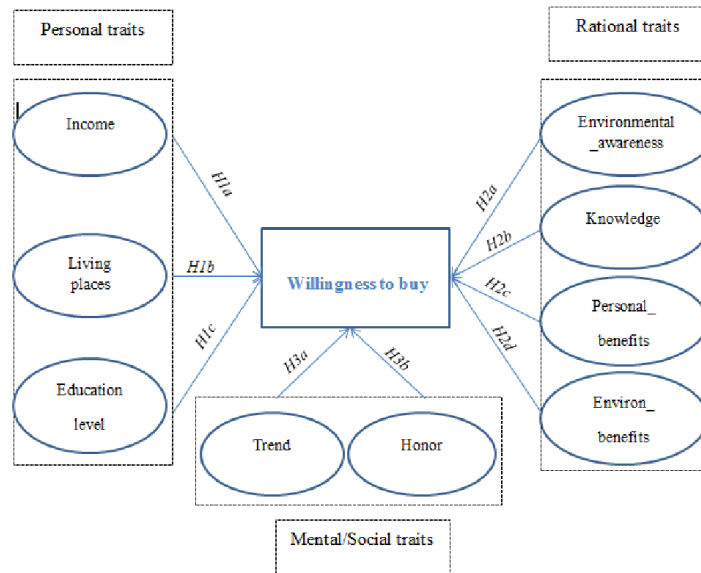 Personal traits
Rational traits
Income
Living
places
Education
level
H1a
H1b
H1c
Willingness to buy
H2a
H2b
H2c
H2d
Environmental
_awareness
Knowledge
Personal_
benefits
Environ_
benefits
H3a
H3b
Trend
Honor
Mental/Social traits